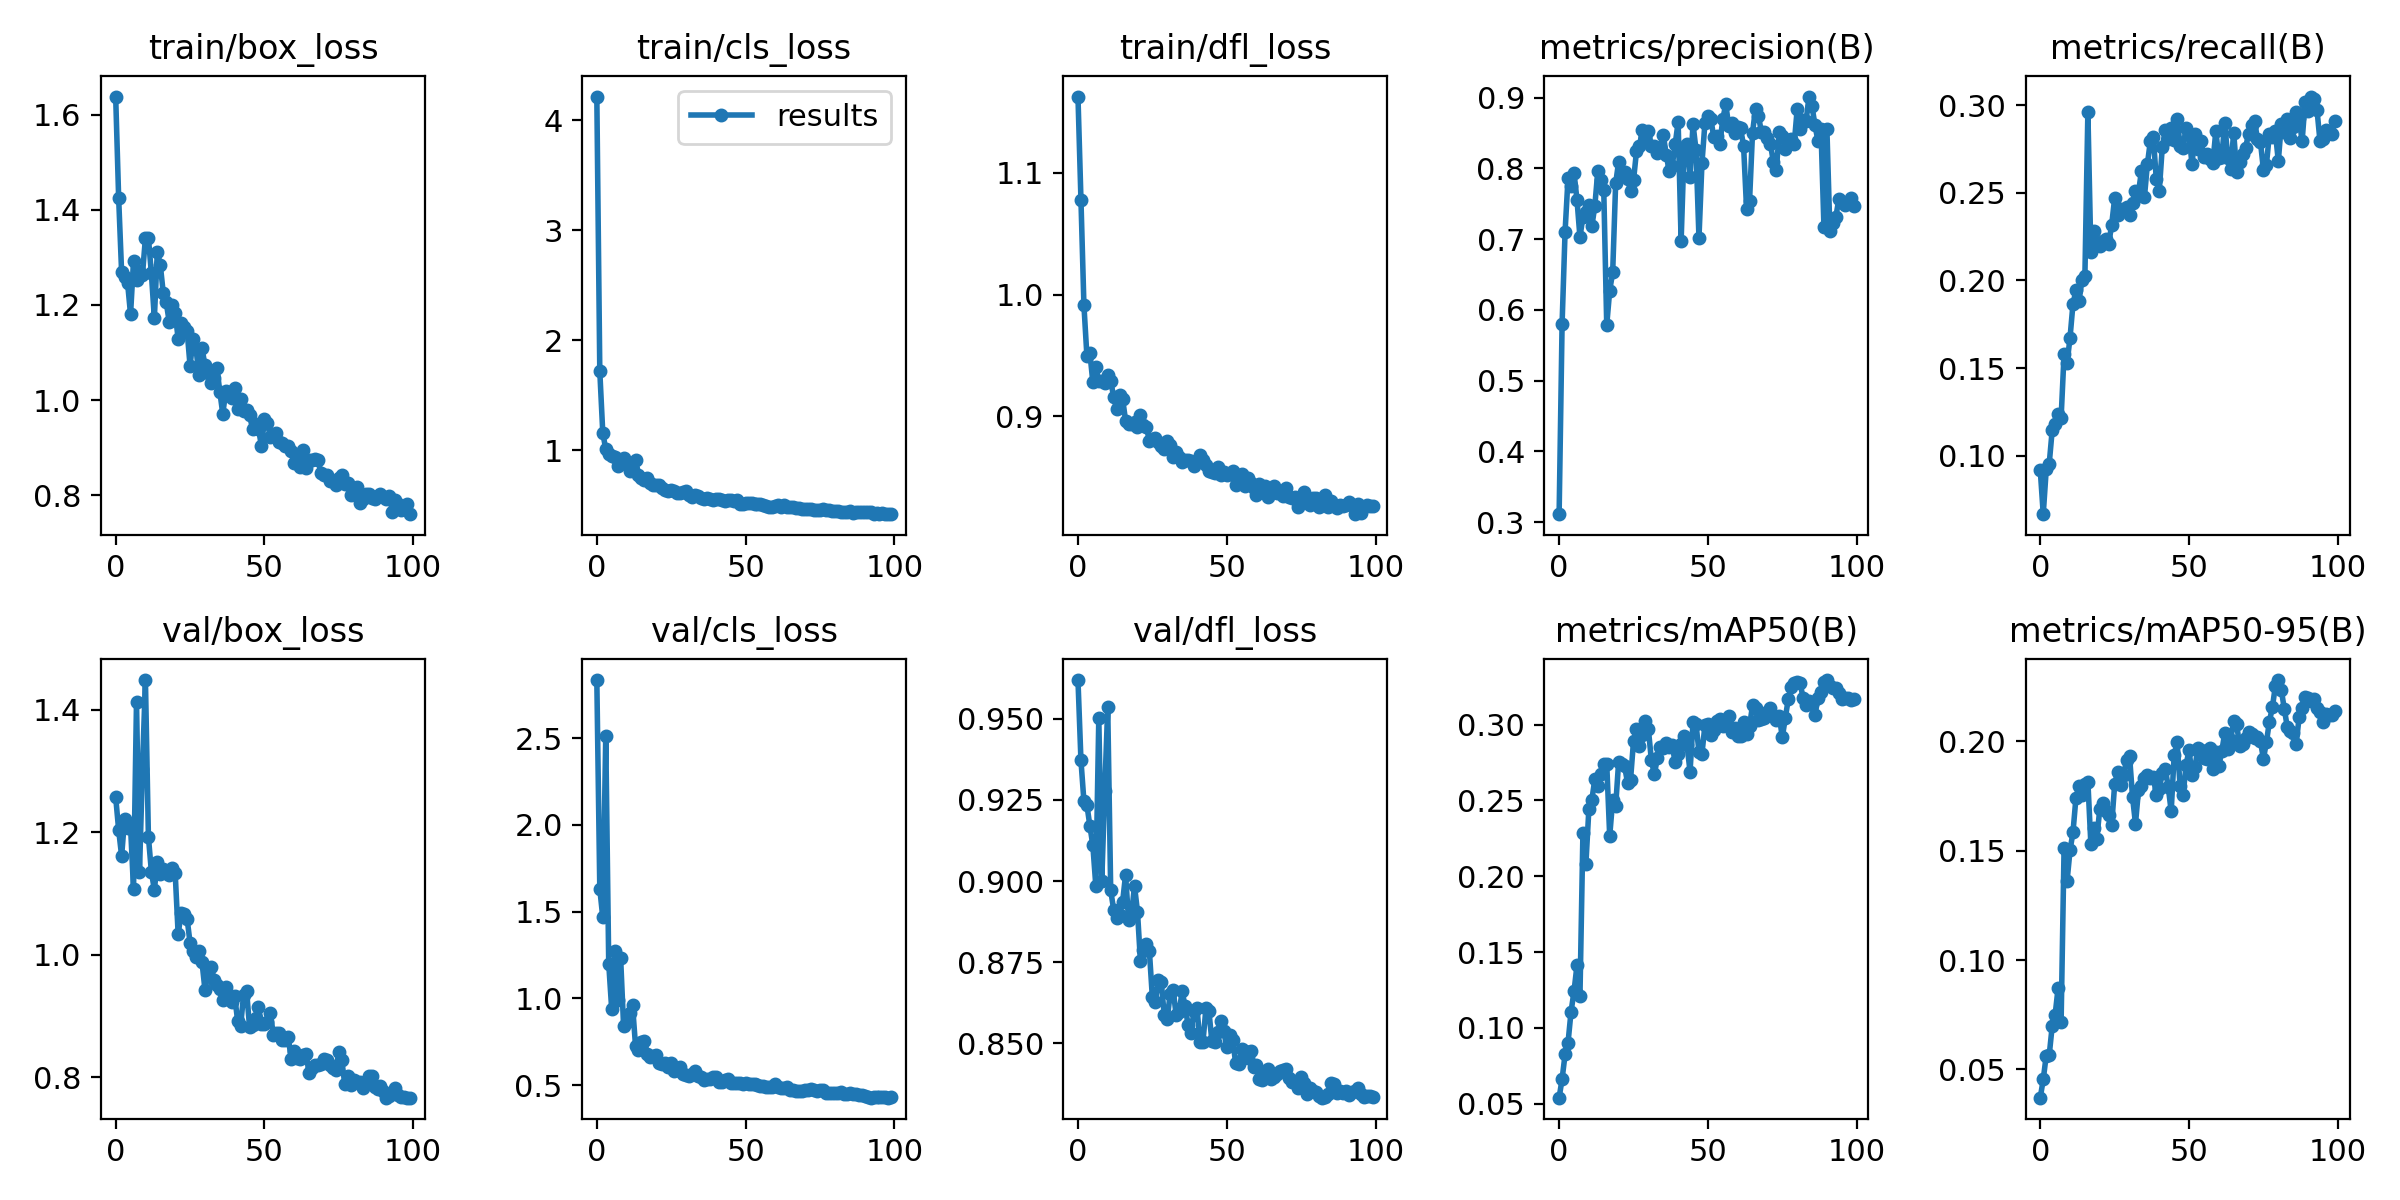 train/box_loss
1.6
1.4
1.2
1.0
0.8
0 50 100
train/cls_loss
results
4
3
2
1
0 50 100
train/dfl_loss
1.1
1.0
0.9
0 50 100
metrics/precision(B)
0.9
0.8
0.7
0.6
0.5
0.4
0.3
0 50 100
metrics/recall(B)
0.30
0.25
0.20
0.15
0.10
0 50 100
val/box_loss
1.4
1.2
1.0
0.8
0 50 100
val/cls_loss
2.5
2.0
1.5
1.0
0.5
0 50 100
val/dfl_loss
0.950
0.925
0.900
0.875
0.850
0 50 100
metrics/mAP50(B)
0.30
0.25
0.20
0.15
0.10
0.05
0 50 100
metrics/mAP50-95(B)
0.20
0.15
0.10
0.05
0 50 100